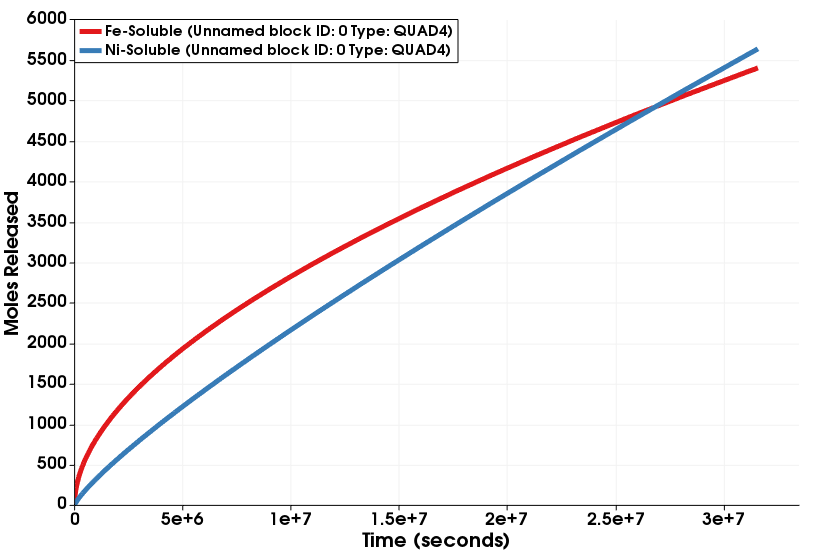 6000
5500
5000
4500
4000
3500
3000
2500
2000
1500
1000
500
0
Moles Released
Fe-Soluble (Unnamed block ID: 0 Type: QUAD4)
Ni-Soluble (Unnamed block ID: 0 Type: QUAD4)
0 5e+6 1e+7 1.5e+7 2e+7 2.5e+7 3e+7
Time (seconds)